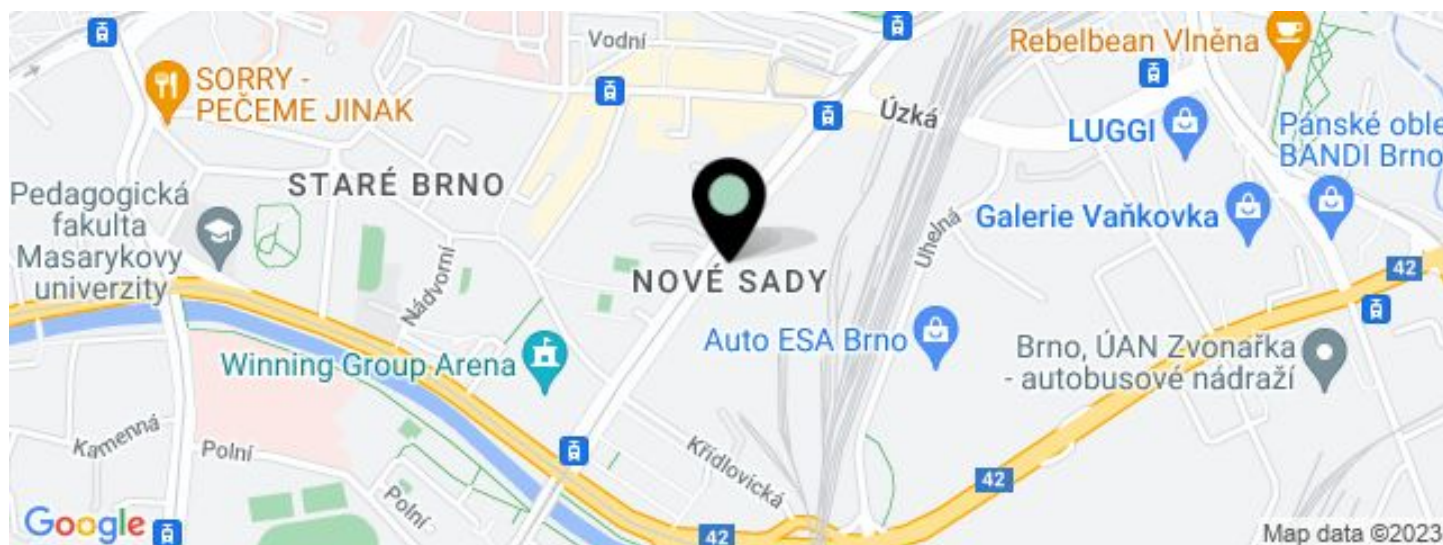 Vodní
Rebelbean Vlněna
SORRY -
PEČEME JINAK
Úzká
LUGGI
Pánské oble
BANDI Brno
STARÉ BRNO
Pedagogická
fakulta
Masarykovy
univerzity
Galerie Vaňkovka
Uhelná
NOVÉ SADY
42
Nádvorní
Auto ESA Brno
Winning Group Arena
Brno, ÚAN Zvonařka
- autobusové nádraží
Kamenná
Polní
Křídlovická
42
Polní
Google
42
Map data ©2023